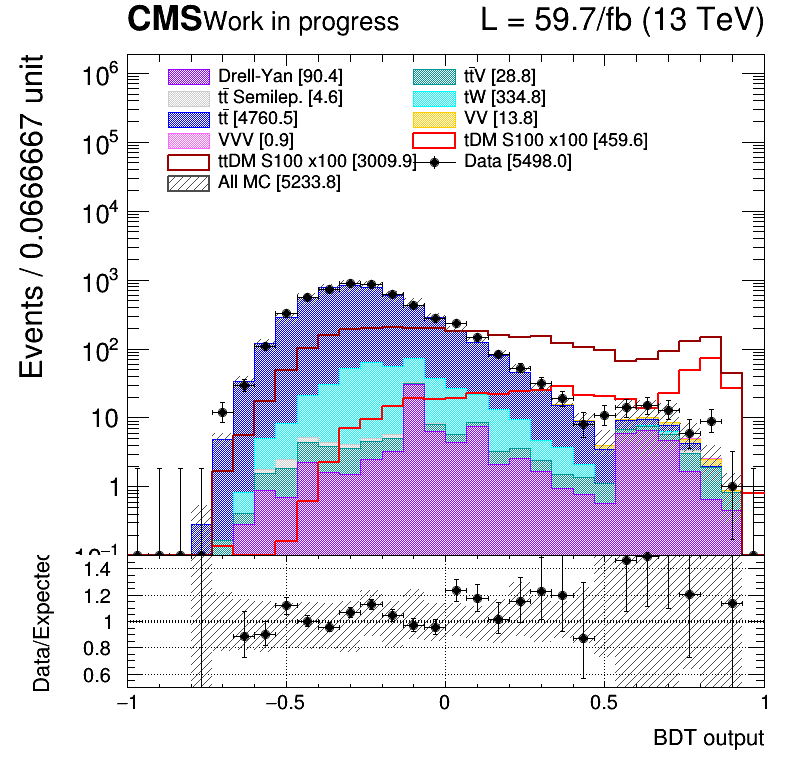 CMS Work in progress L = 59.7/fb (13 TeV)
Events / 0.0666667 unit
10⁶
10⁵
10⁴
10³
10²
10
1
10⁻¹
Drell-Yan [90.4] tt̄V [28.8]
tt̄ Semilep. [4.6] tW [334.8]
tt̄ [4760.5] VV [13.8]
VVV [0.9] tDM S100 x100 [459.6]
ttDM S100 x100 [3009.9] Data [5498.0]
All MC [5233.8]
Data/Expected
1.4
1.2
1
0.8
0.6
−1 −0.5 0 0.5 1
BDT output